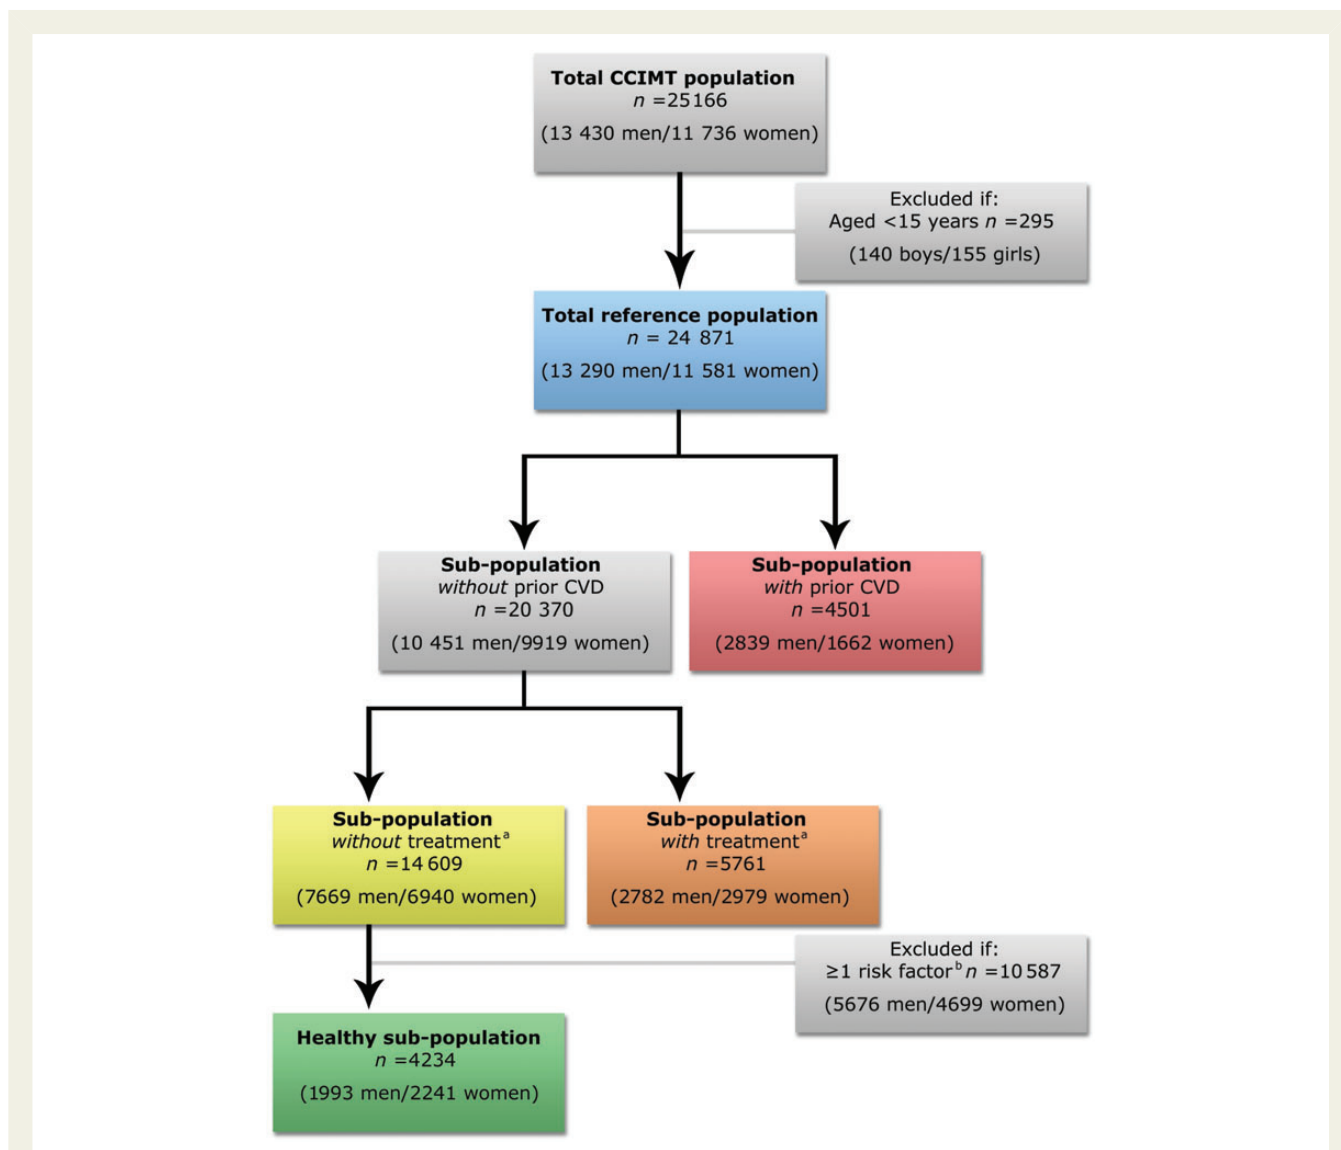 Total CCIMT population
n =25166
(13 430 men/11 736 women)
Excluded if:
Aged <15 years n =295
(140 boys/155 girls)
Total reference population
n = 24 871
(13 290 men/11 581 women)
Sub-population
without prior CVD
n =20 370
(10 451 men/9919 women)
Sub-population
with prior CVD
n =4501
(2839 men/1662 women)
Sub-population
without treatmentᵃ
n =14 609
(7669 men/6940 women)
Sub-population
with treatmentᵃ
n =5761
(2782 men/2979 women)
Excluded if:
≥1 risk factorᵇ n =10 587
(5676 men/4699 women)
Healthy sub-population
n =4234
(1993 men/2241 women)